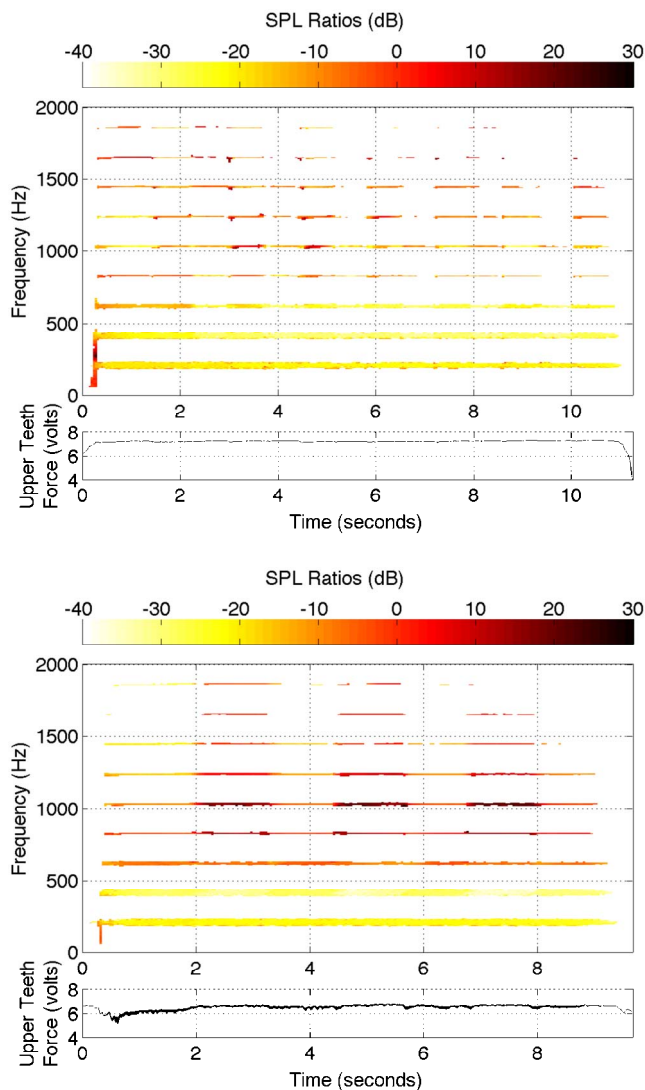 SPL Ratios (dB)
-40 -30 -20 -10 0 10 20 30
2000
1500
1000
500
0
Frequency (Hz)
0 2 4 6 8 10
8
6
4
Upper Teeth
Force (volts)
0 2 4 6 8 10
Time (seconds)
SPL Ratios (dB)
-40 -30 -20 -10 0 10 20 30
2000
1500
1000
500
0
Frequency (Hz)
0 2 4 6 8
8
6
4
Upper Teeth
Force (volts)
0 2 4 6 8
Time (seconds)